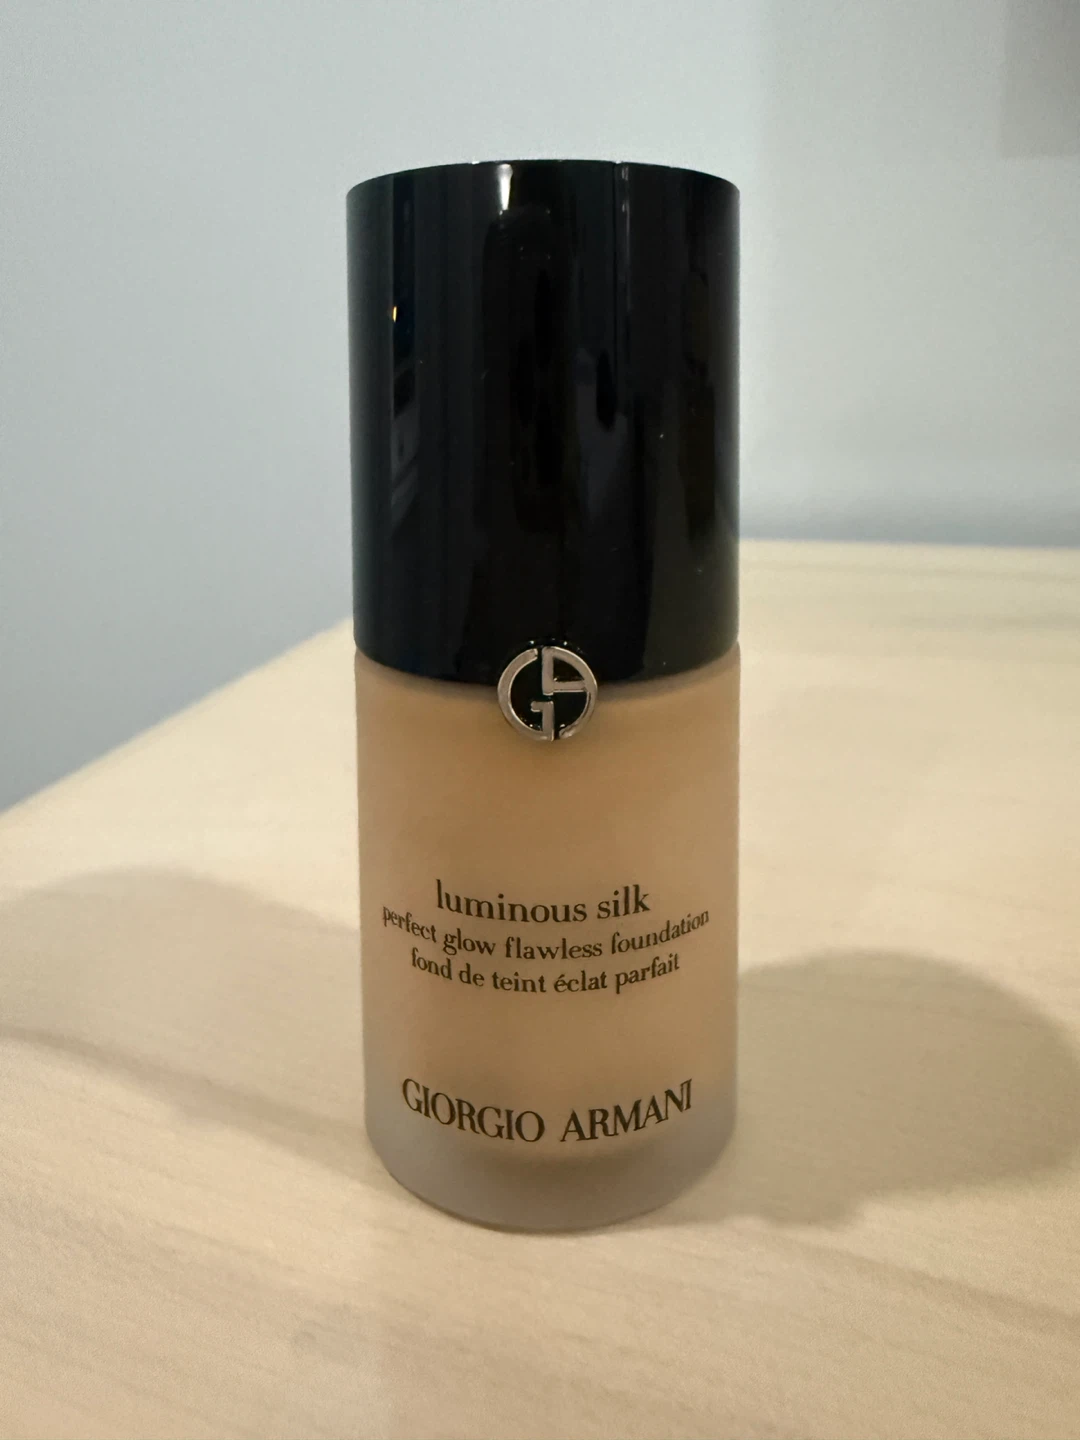 luminous silk
perfect glow flawless foundation
fond de teint éclat parfait
GIORGIO ARMANI